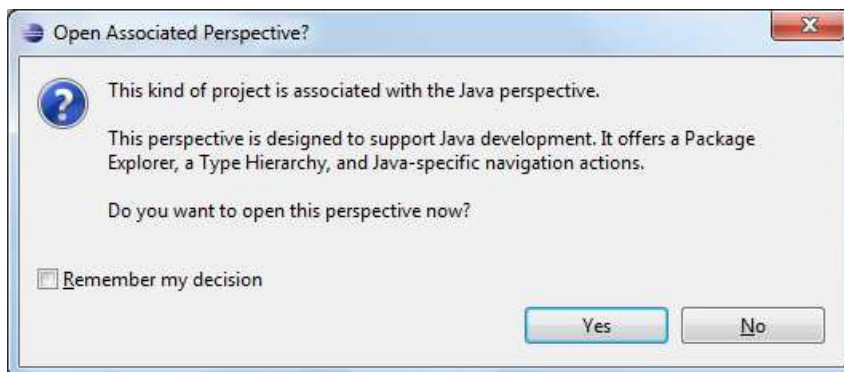 Open Associated Perspective?
This kind of project is associated with the Java perspective.
This perspective is designed to support Java development. It offers a Package
Explorer, a Type Hierarchy, and Java-specific navigation actions.
Do you want to open this perspective now?
Remember my decision
Yes No